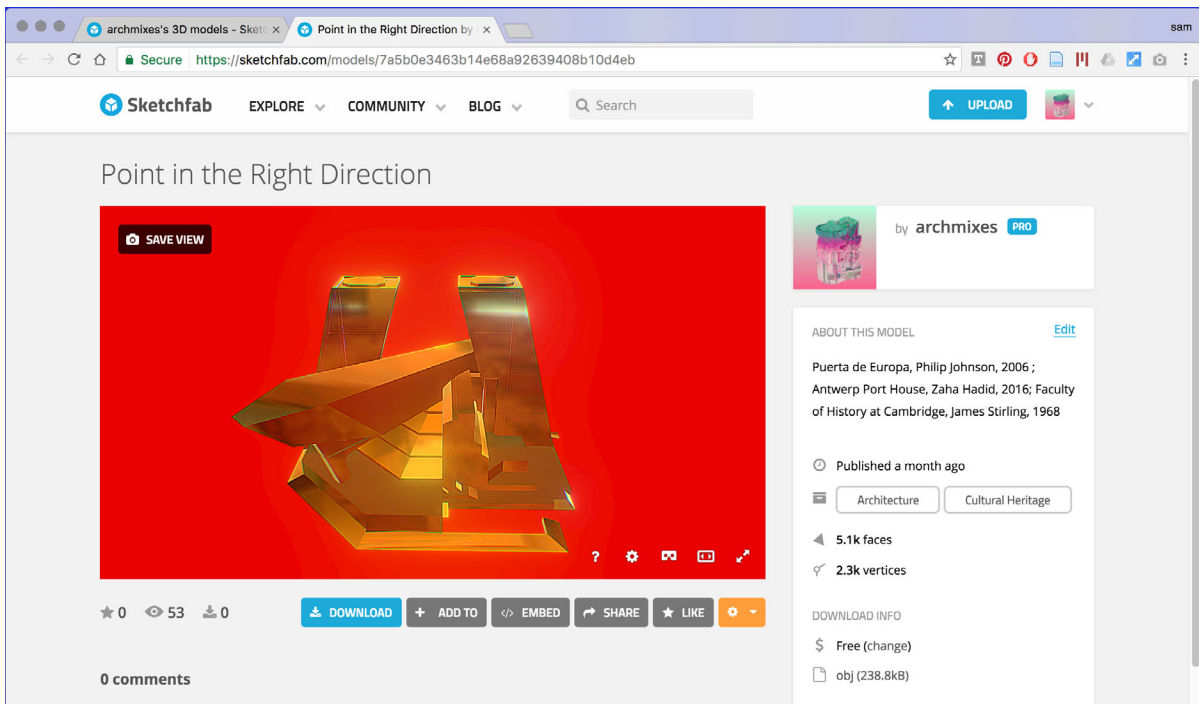 archmixes's 3D models - Sketc
Point in the Right Direction by
sam
Secure https://sketchfab.com/models/7a5b0e3463b14e68a92639408b10d4eb
Sketchfab EXPLORE COMMUNITY BLOG Search UPLOAD
Point in the Right Direction
SAVE VIEW
by archmixes PRO
ABOUT THIS MODEL Edit
Puerta de Europa, Philip Johnson, 2006 ;
Antwerp Port House, Zaha Hadid, 2016; Faculty
of History at Cambridge, James Stirling, 1968
Published a month ago
Architecture Cultural Heritage
5.1k faces
2.3k vertices
?
0 53 0 DOWNLOAD + ADD TO </> EMBED SHARE LIKE
DOWNLOAD INFO
$ Free (change)
obj (238.8kB)
0 comments